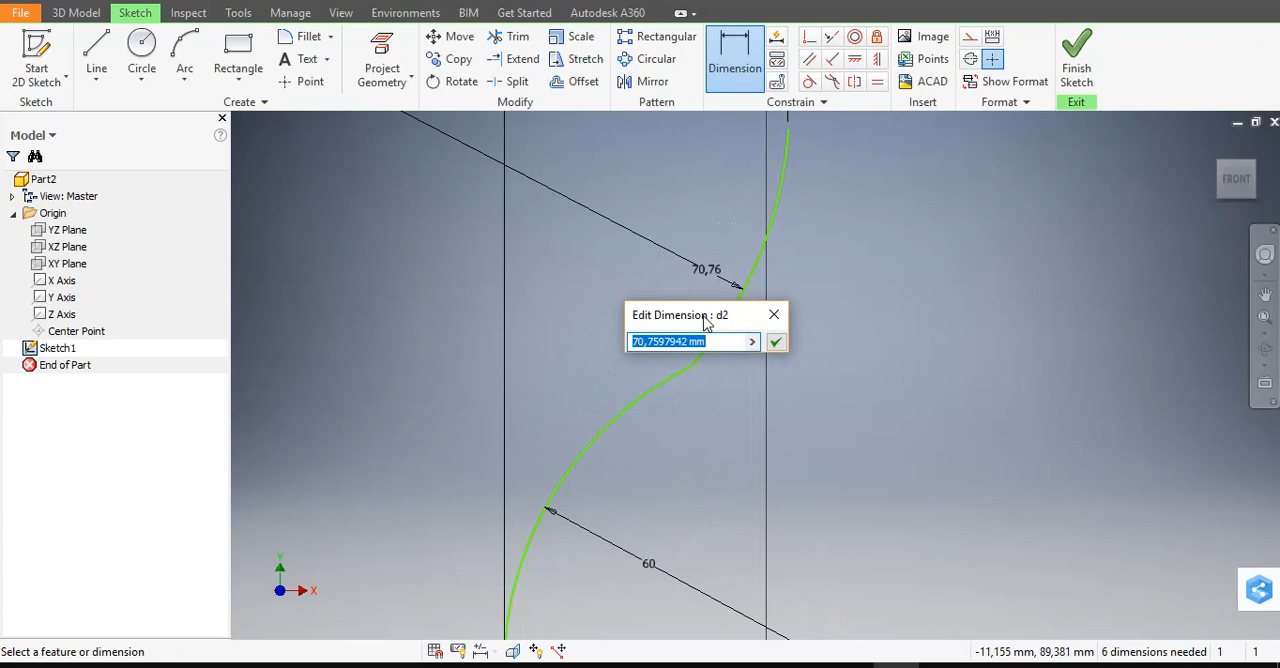 File 3D Model Sketch Inspect Tools Manage View Environments BIM Get Started Autodesk A360
Start 2D Sketch
Line
Circle
Arc
Rectangle
Fillet
Text
Point
Project Geometry
Move
Copy
Rotate
Trim
Extend
Split
Scale
Stretch
Offset
Rectangular
Circular
Mirror
Dimension
Image
Points
ACAD
Show Format
Finish Sketch
Sketch Create Modify Pattern Constrain Insert Format Exit
Model
Part2
View: Master
Origin
YZ Plane
XZ Plane
XY Plane
X Axis
Y Axis
Z Axis
Center Point
Sketch1
End of Part
FRONT
70,76
Edit Dimension : d2
70,7597942 mm
60
Y
X
Select a feature or dimension
-11,155 mm, 89,381 mm 6 dimensions needed 1 1